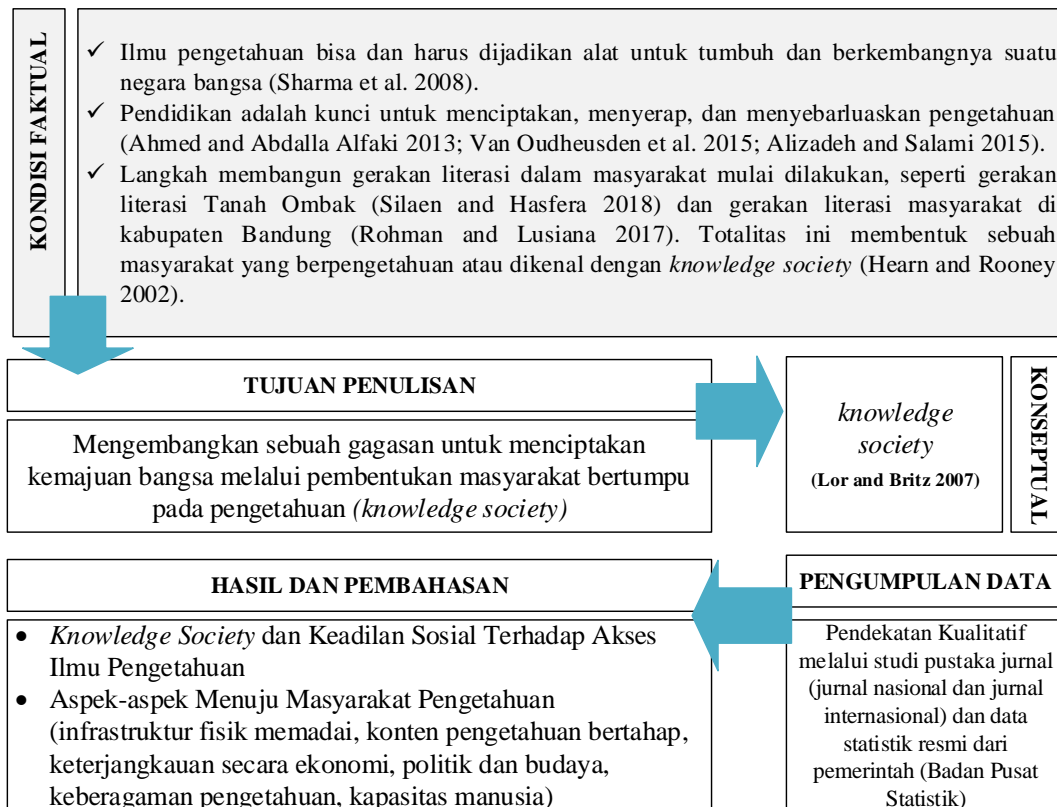 KONDISI FAKTUAL
✓ Ilmu pengetahuan bisa dan harus dijadikan alat untuk tumbuh dan berkembangnya suatu
negara bangsa (Sharma et al. 2008).
✓ Pendidikan adalah kunci untuk menciptakan, menyerap, dan menyebarluaskan pengetahuan
(Ahmed and Abdalla Alfaki 2013; Van Oudheusden et al. 2015; Alizadeh and Salami 2015).
✓ Langkah membangun gerakan literasi dalam masyarakat mulai dilakukan, seperti gerakan
literasi Tanah Ombak (Silaen and Hasfera 2018) dan gerakan literasi masyarakat di
kabupaten Bandung (Rohman and Lusiana 2017). Totalitas ini membentuk sebuah
masyarakat yang berpengetahuan atau dikenal dengan knowledge society (Hearn and Rooney
2002).
TUJUAN PENULISAN
Mengembangkan sebuah gagasan untuk menciptakan
kemajuan bangsa melalui pembentukan masyarakat bertumpu
pada pengetahuan (knowledge society)
knowledge
society
(Lor and Britz 2007)
KONSEPTUAL
HASIL DAN PEMBAHASAN
• Knowledge Society dan Keadilan Sosial Terhadap Akses
Ilmu Pengetahuan
• Aspek-aspek Menuju Masyarakat Pengetahuan
(infrastruktur fisik memadai, konten pengetahuan bertahap,
keterjangkauan secara ekonomi, politik dan budaya,
keberagaman pengetahuan, kapasitas manusia)
PENGUMPULAN DATA
Pendekatan Kualitatif
melalui studi pustaka jurnal
(jurnal nasional dan jurnal
internasional) dan data
statistik resmi dari
pemerintah (Badan Pusat
Statistik)